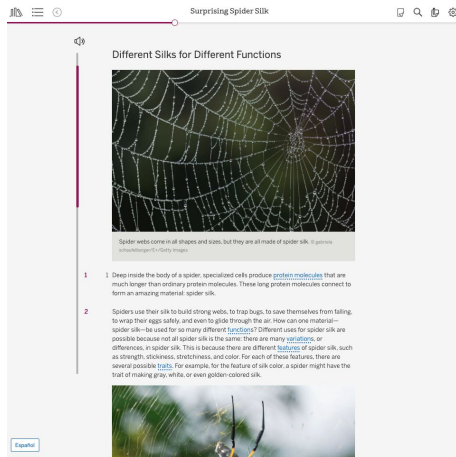 Surprising Spider Silk
Different Silks for Different Functions
Spider webs come in all shapes and sizes, but they are all made of spider silk. © gabriela
schaufelberger/E+/Getty Images
1 1 Deep inside the body of a spider, specialized cells produce protein molecules that are
much longer than ordinary protein molecules. These long protein molecules connect to
form an amazing material: spider silk.
2 Spiders use their silk to build strong webs, to trap bugs, to save themselves from falling,
to wrap their eggs safely, and even to glide through the air. How can one material—
spider silk—be used for so many different functions? Different uses for spider silk are
possible because not all spider silk is the same: there are many variations, or
differences, in spider silk. This is because there are different features of spider silk, such
as strength, stickiness, stretchiness, and color. For each of these features, there are
several possible traits. For example, for the feature of silk color, a spider might have the
trait of making gray, white, or even golden-colored silk.
Español